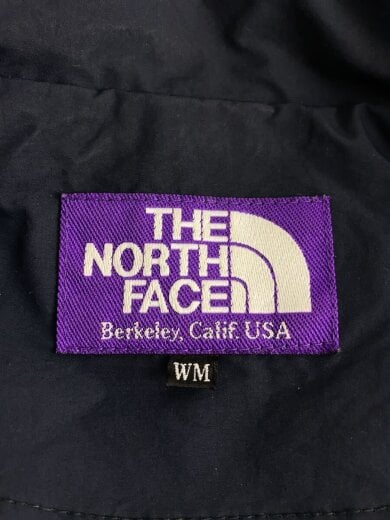 THE
NORTH
FACE
Berkeley, Calif. USA
WM